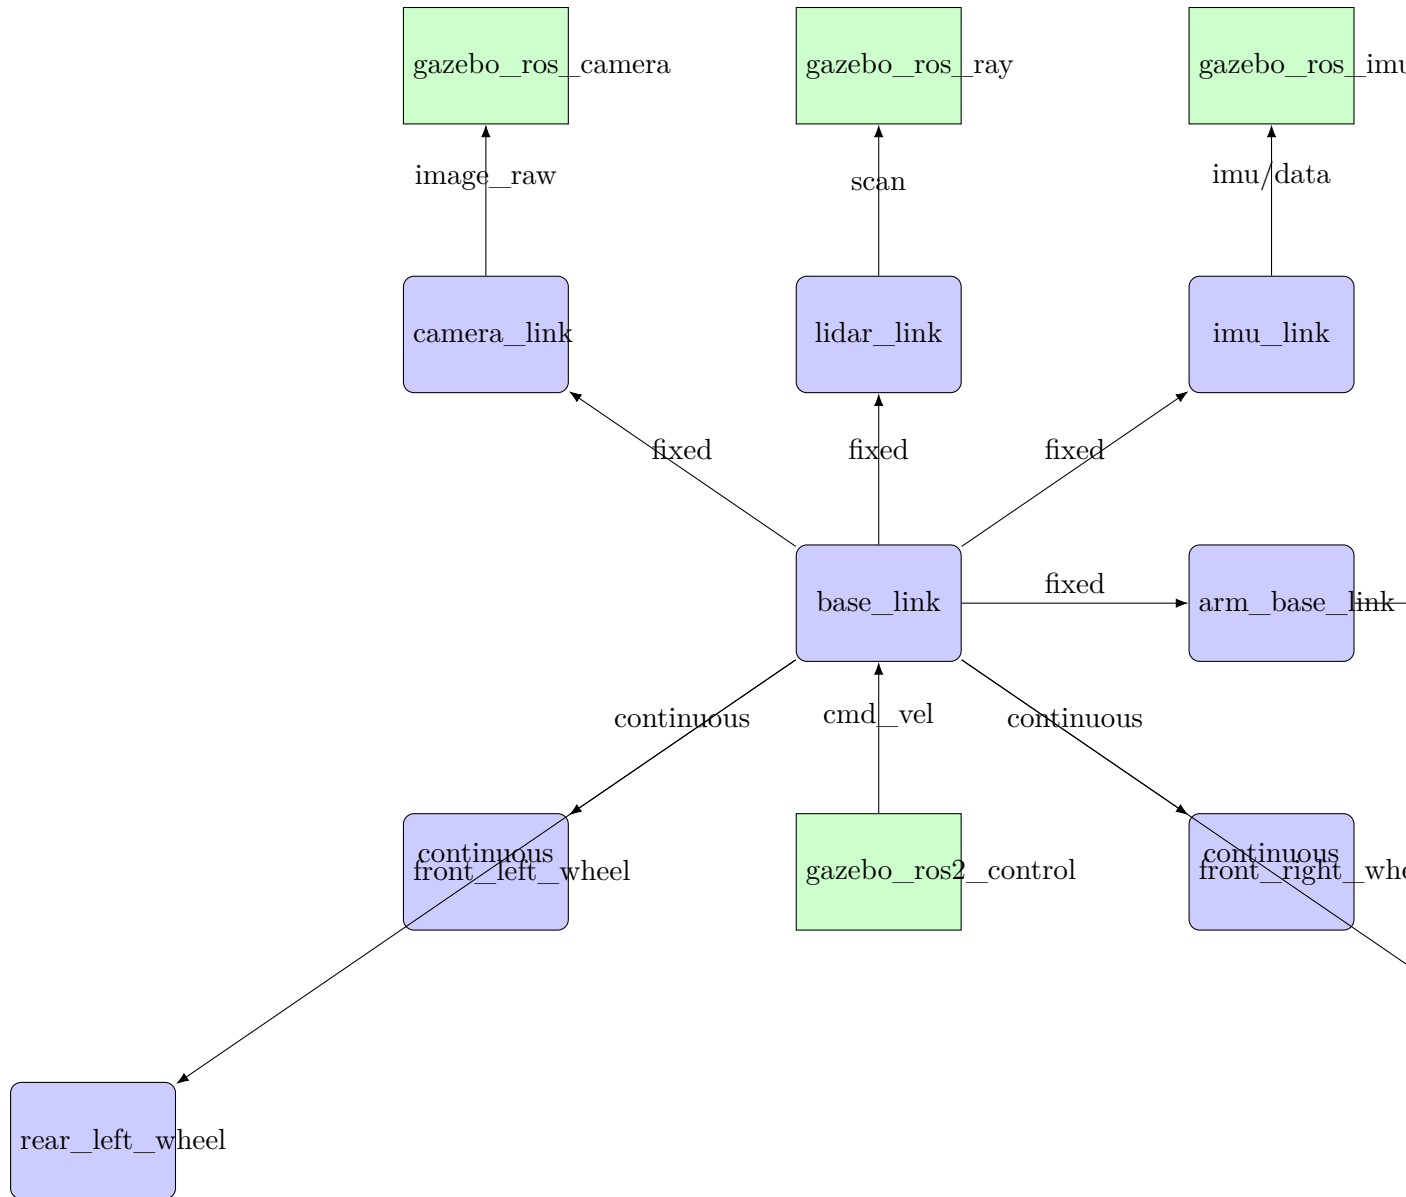 gazebo_ros_camera
gazebo_ros_ray
gazebo_ros_imu
image_raw
scan
imu/data
camera_link
lidar_link
imu_link
fixed
fixed
fixed
base_link
fixed
arm_base_link
continuous
cmd_vel
continuous
continuous
front_left_wheel
gazebo_ros2_control
continuous
front_right_whe
rear_left_wheel